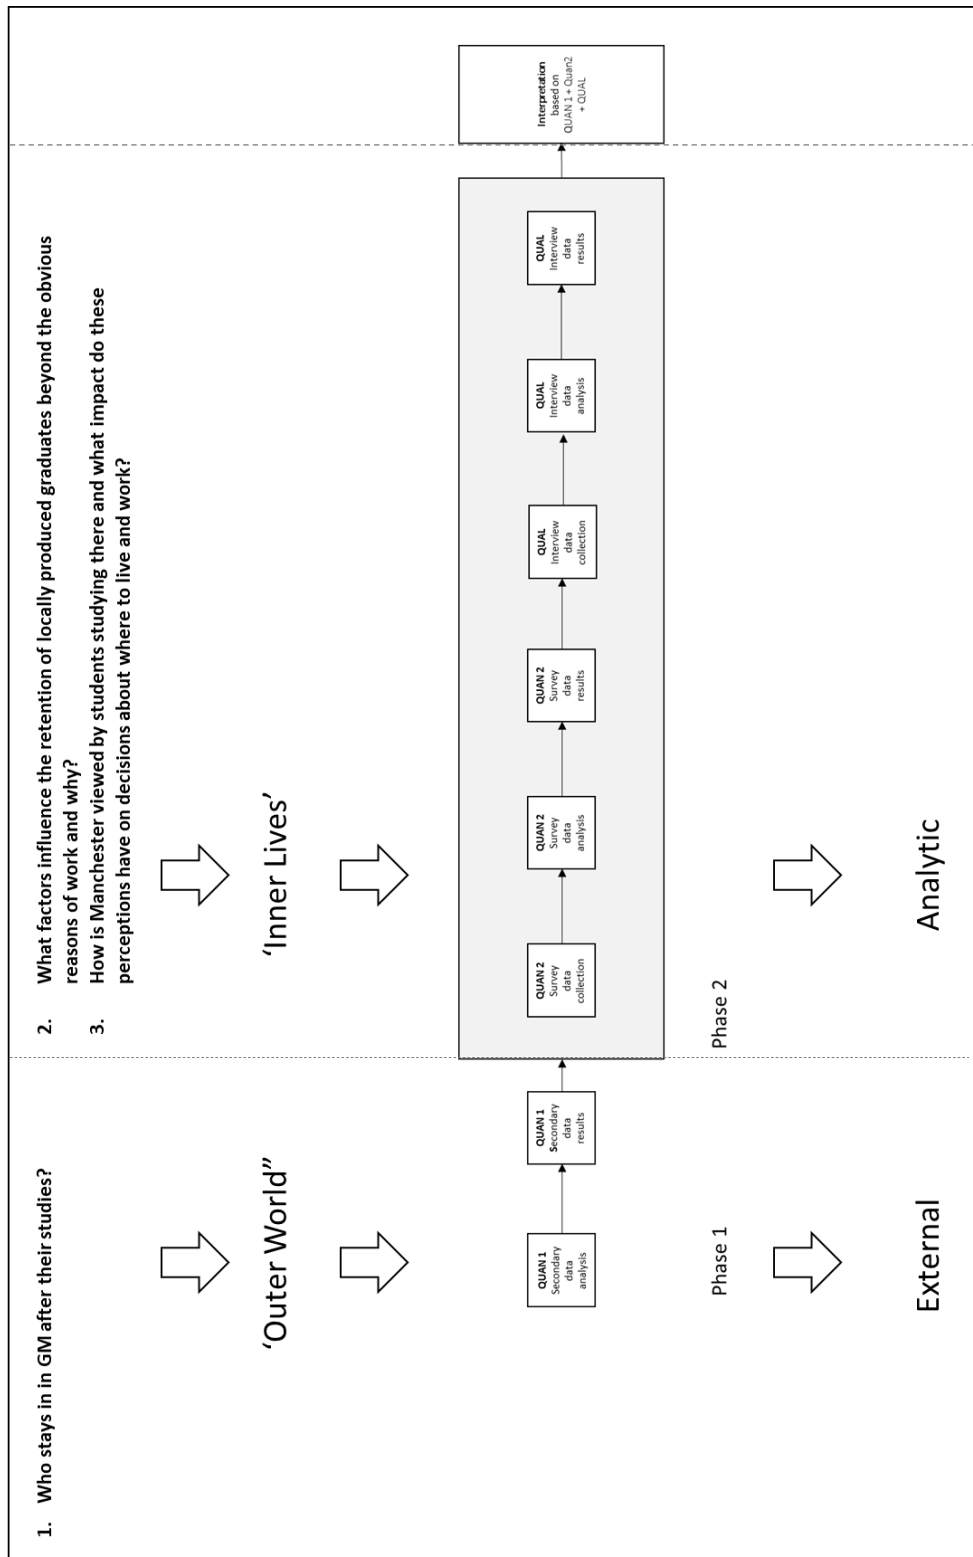 1. Who stays in in GM after their studies?
2. What factors influence the retention of locally produced graduates beyond the obvious
reasons of work and why?
3. How is Manchester viewed by students studying there and what impact do these
perceptions have on decisions about where to live and work?
‘Outer World”
‘Inner Lives’
QUAN 1
Secondary
data
analysis
QUAN 1
Secondary
data
results
QUAN 2
Survey
data
collection
QUAN 2
Survey
data
analysis
QUAN 2
Survey
data
results
QUAL
Interview
data
collection
QUAL
Interview
data
analysis
QUAL
Interview
data
results
Interpretation
based on
QUAN 1 + Quan2
+ QUAL
Phase 1
Phase 2
External
Analytic